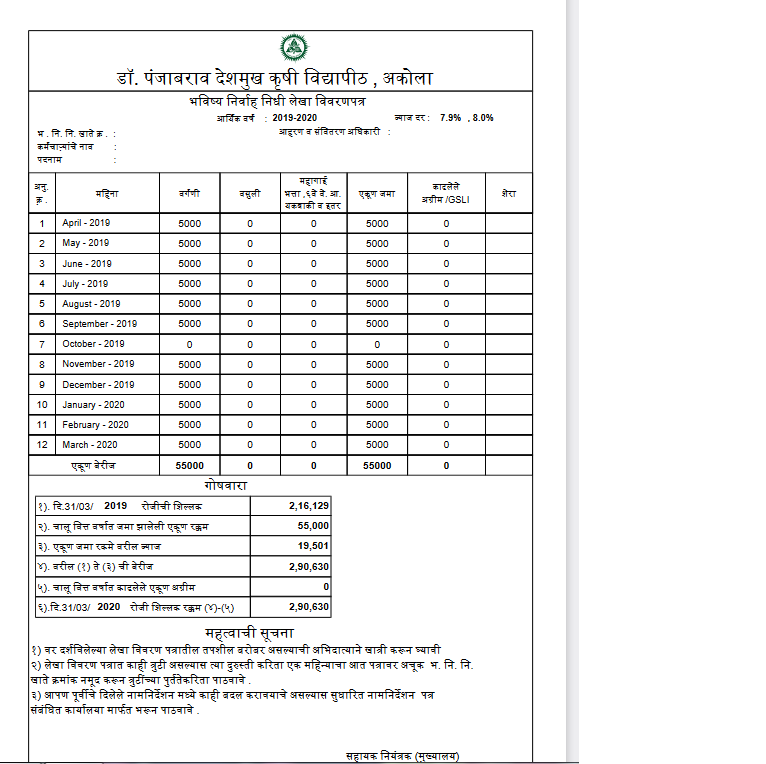 डॉ. पंजाबराव देशमुख कृषी विद्यापीठ , अकोला
भविष्य निर्वाह निधी लेखा विवरणपत्र
आर्थिक वर्ष : 2019-2020 ब्याज दर : 7.9% , 8.0%
भ . नि. नि. खाते क्र . : आहरण व संवितरण अधिकारी :
कर्मचाऱ्यांचे नाव :
पदनाम :
अनु. क्र . महिना वर्गणी वसुली महागाई भत्ता ,६वे वे. आ. थकबाकी व इतर एकूण जमा काढलेले अग्रीम /GSLI शेरा
1 April - 2019 5000 0 0 5000 0
2 May - 2019 5000 0 0 5000 0
3 June - 2019 5000 0 0 5000 0
4 July - 2019 5000 0 0 5000 0
5 August - 2019 5000 0 0 5000 0
6 September - 2019 5000 0 0 5000 0
7 October - 2019 0 0 0 0 0
8 November - 2019 5000 0 0 5000 0
9 December - 2019 5000 0 0 5000 0
10 January - 2020 5000 0 0 5000 0
11 February - 2020 5000 0 0 5000 0
12 March - 2020 5000 0 0 5000 0
एकूण बेरीज 55000 0 0 55000 0
गोषवारा
१). दि.31/03/ 2019 रोजीची शिल्लक 2,16,129
२). चालू वित्त वर्षात जमा झालेली एकूण रक्कम 55,000
३). एकूण जमा रकमे वरील ब्याज 19,501
४). वरील (१) ते (३) ची बेरीज 2,90,630
५). चालू वित्त वर्षात काढलेले एकूण अग्रीम 0
६).दि.31/03/ 2020 रोजी शिल्लक रक्कम (४)-(५) 2,90,630
महत्वाची सूचना
१) वर दर्शविलेल्या लेखा विवरण पत्रातील तपशील बरोबर असल्याची अभिदात्याने खात्री करून घ्यावी
२) लेखा विवरण पत्रात काही त्रुटी असल्यास त्या दुरुस्ती करिता एक महिन्याचा आत पत्रावर अचूक भ. नि. नि.
खाते क्रमांक नमूद करून त्रुटींच्या पुर्ततेकरिता पाठवावे .
३) आपण पूर्वीचे दिलेले नामनिर्देशन मध्ये काही बदल करावयाचे असल्यास सुधारित नामनिर्देशन पत्र
संबंधित कार्यालया मार्फत भरून पाठवावे .
सहायक नियंत्रक (मुख्यालय)